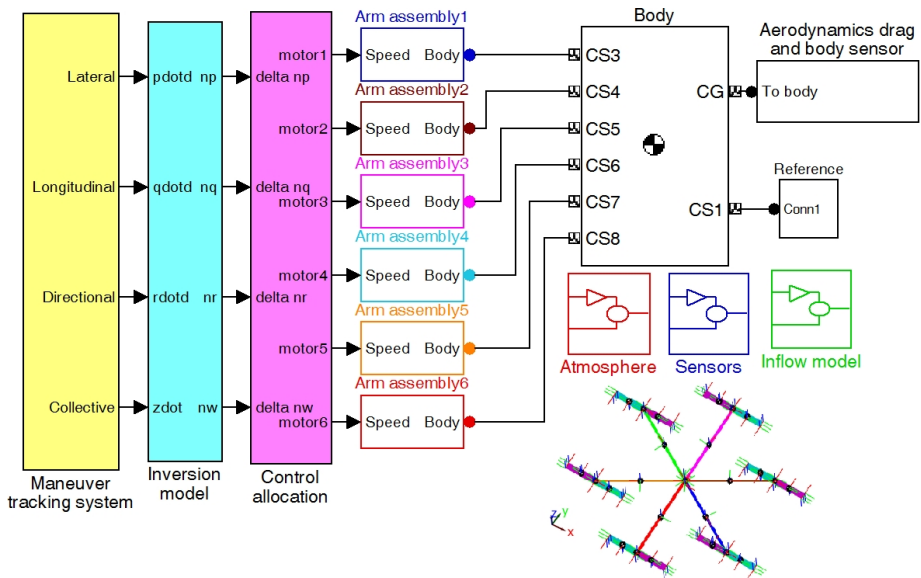 Arm assembly1
Body
Aerodynamics drag
and body sensor
motor1
Speed Body
CS3
Lateral
pdotd np
delta np
Arm assembly2
CS4
CG
To body
motor2
Speed Body
CS5
Arm assembly3
CS6
Reference
Longitudinal
qdotd nq
delta nq
motor3
Speed Body
CS7
CS1
Conn1
Arm assembly4
CS8
motor4
Speed Body
Directional
rdotd nr
delta nr
Arm assembly5
motor5
Speed Body
Atmosphere
Sensors
Inflow model
Arm assembly6
Collective
zdot nw
delta nw
motor6
Speed Body
Maneuver
tracking system
Inversion
model
Control
allocation
z
y
x